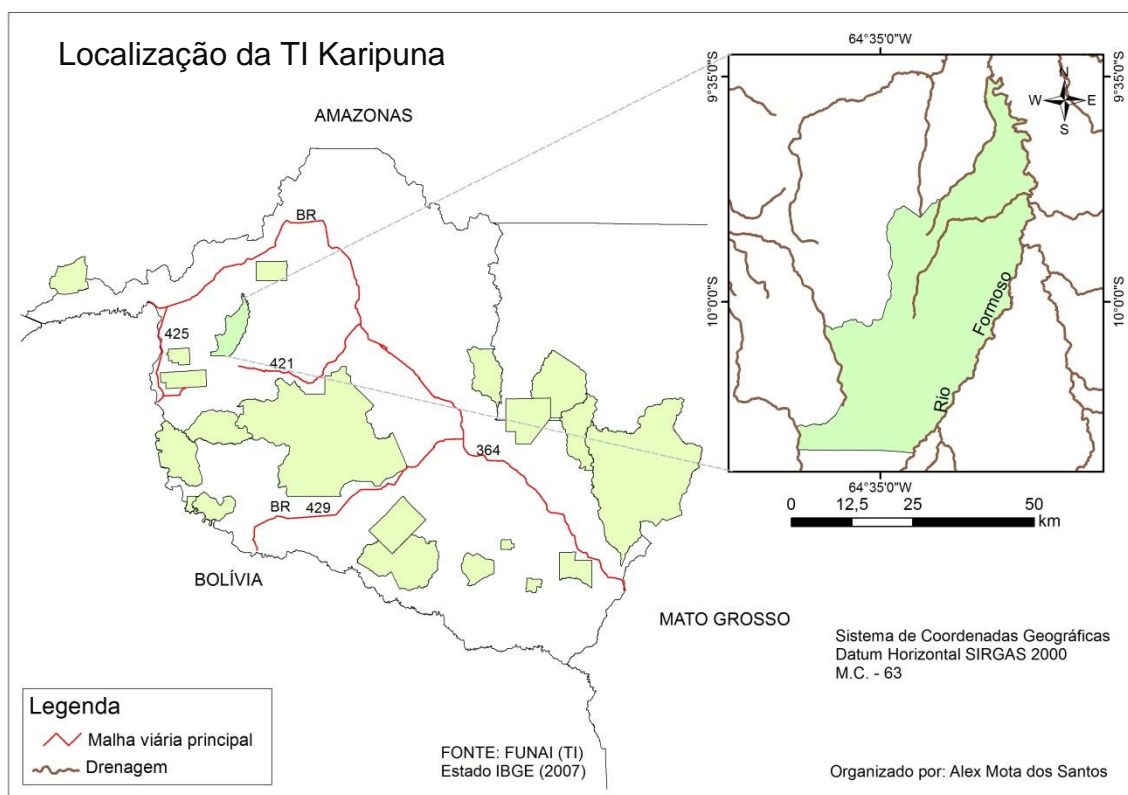 Localização da TI Karipuna
AMAZONAS
BR
425
421
364
BR 429
BOLÍVIA
MATO GROSSO
64°35'0"W
9°35'0"S
9°35'0"S
N
W E
S
10°0'0"S
10°0'0"S
Rio Formoso
64°35'0"W
0 12,5 25 50
km
Sistema de Coordenadas Geográficas
Datum Horizontal SIRGAS 2000
M.C. - 63
Legenda
Malha viária principal
Drenagem
FONTE: FUNAI (TI)
Estado IBGE (2007)
Organizado por: Alex Mota dos Santos